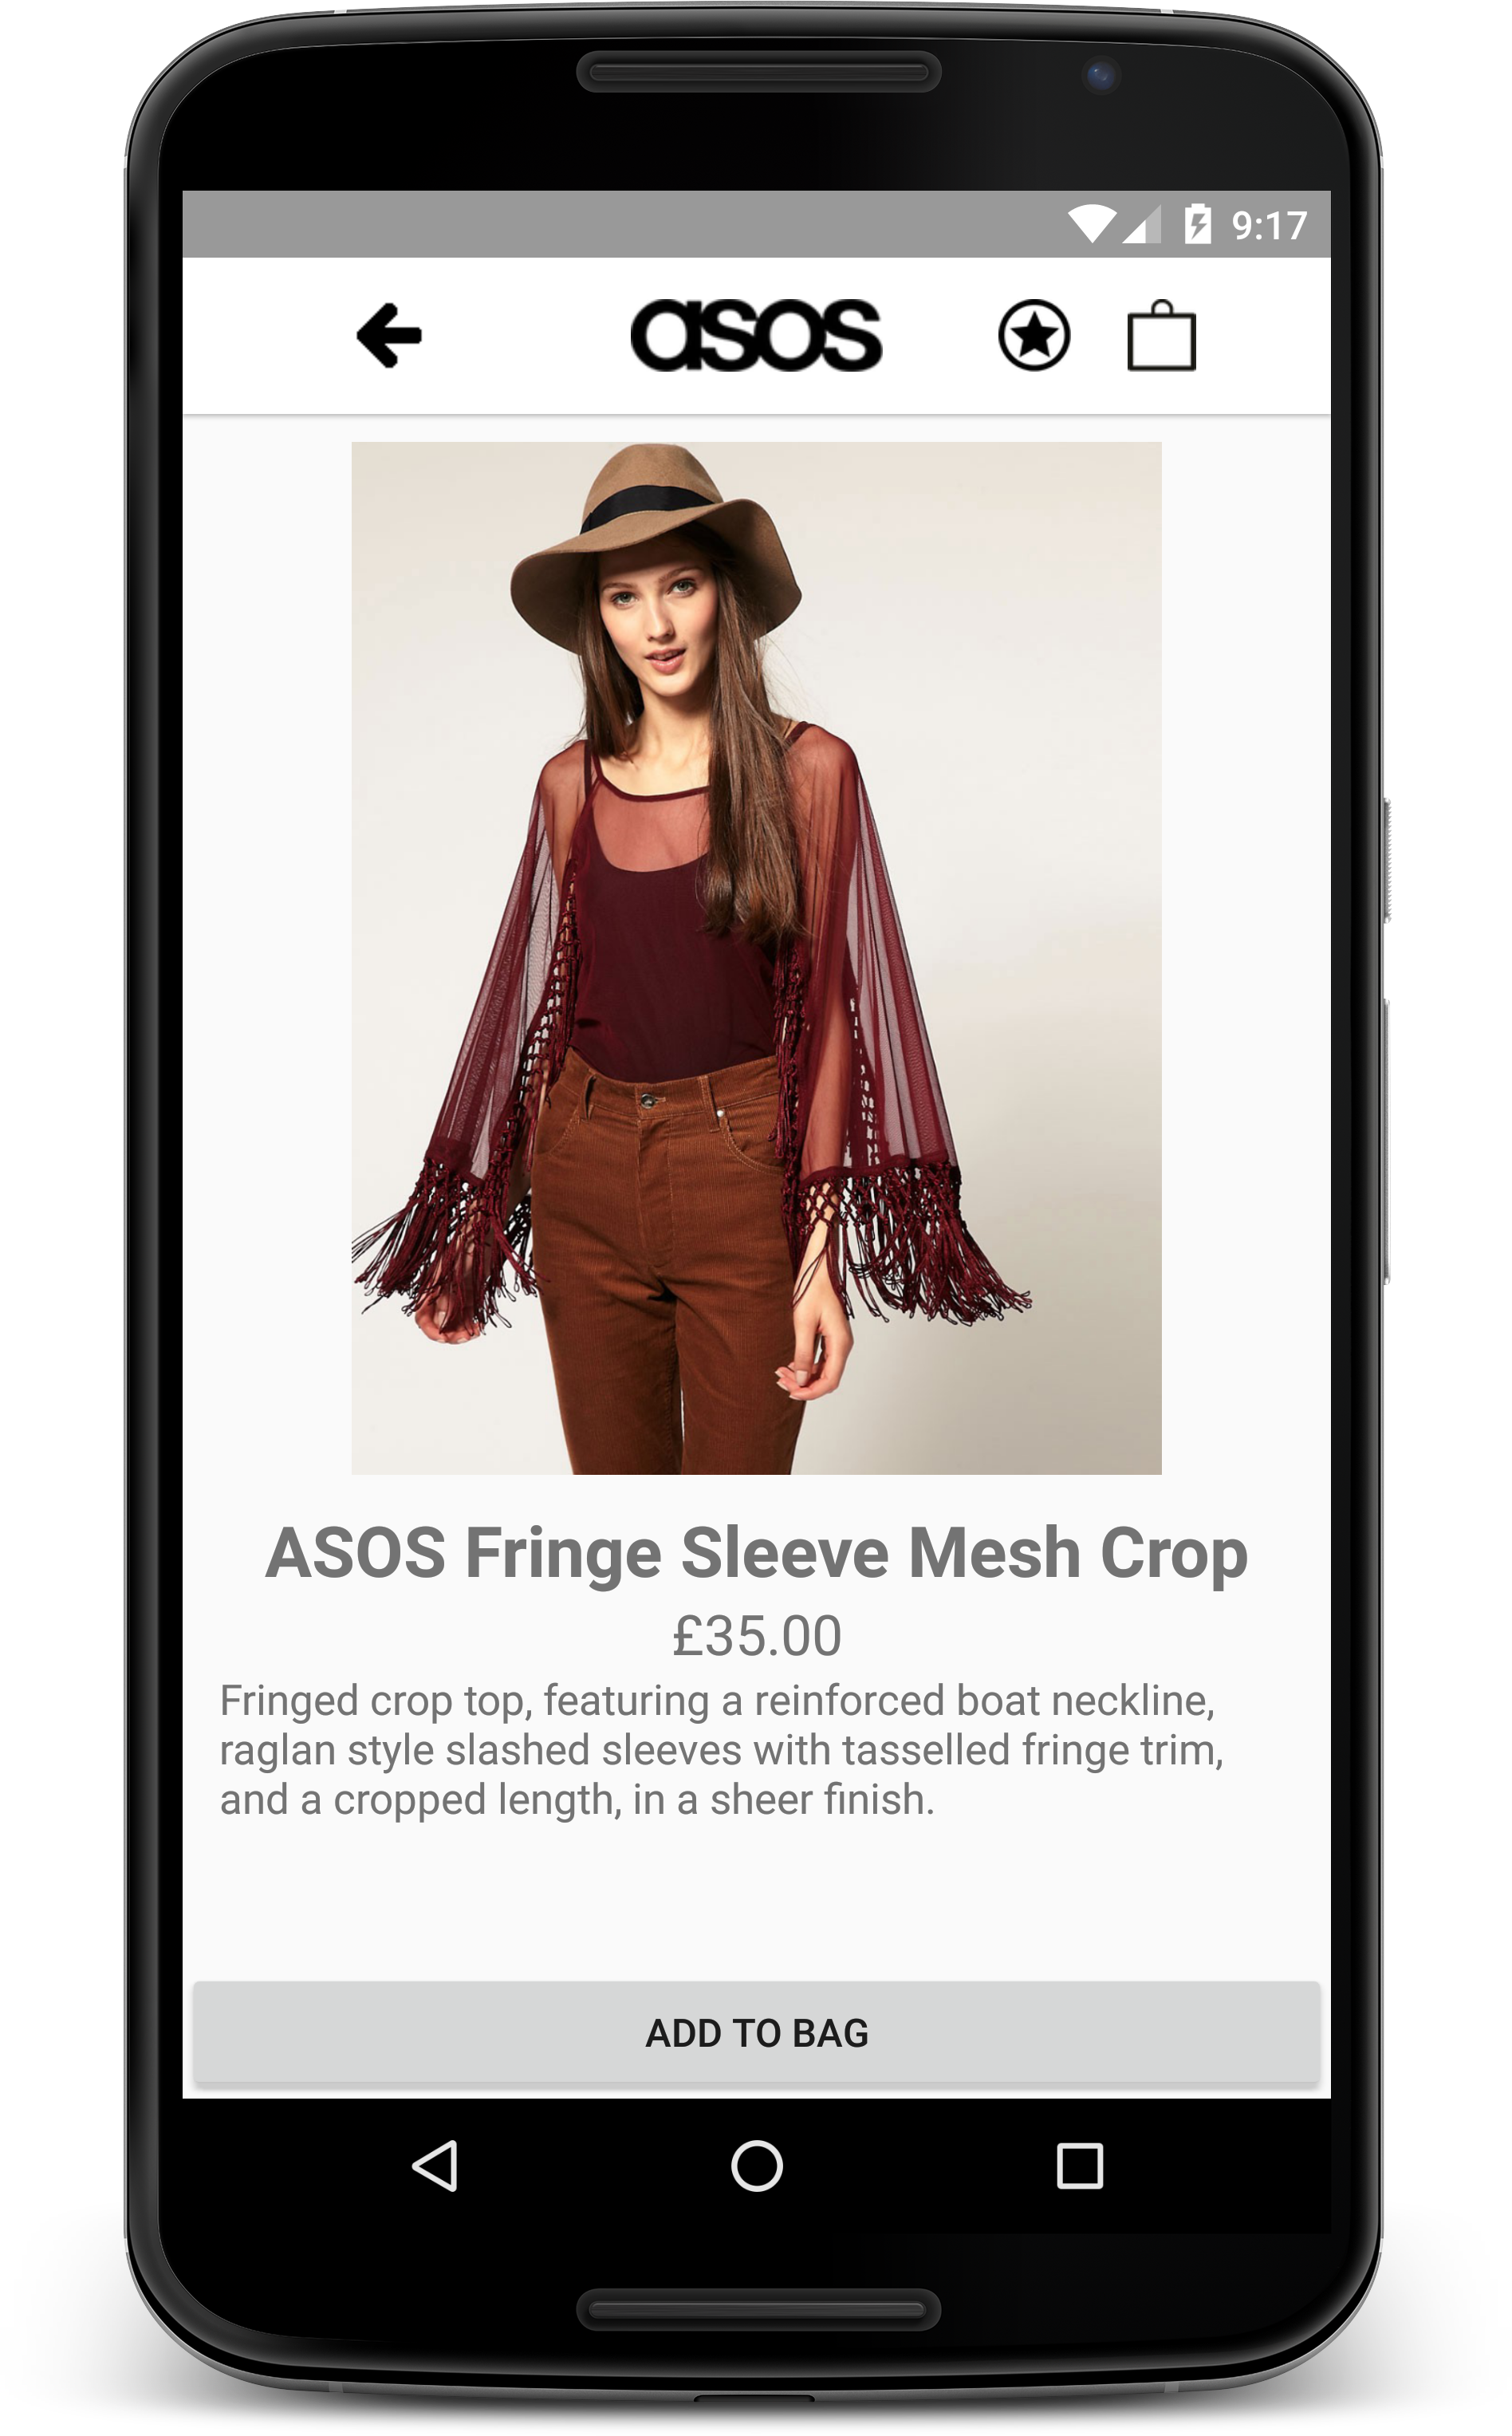 9:17
asos
ASOS Fringe Sleeve Mesh Crop
£35.00
Fringed crop top, featuring a reinforced boat neckline,
raglan style slashed sleeves with tasselled fringe trim,
and a cropped length, in a sheer finish.
ADD TO BAG